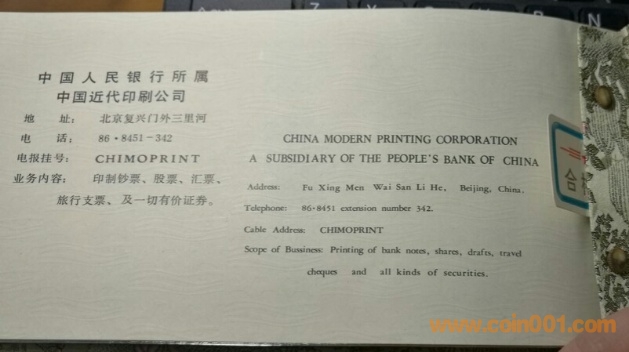 中国人民银行所属
中国近代印刷公司
地 址： 北京复兴门外三里河
电 话： 86·8451-342
电报挂号： CHIMOPRINT
业务内容： 印制钞票、股票、汇票、
旅行支票、及一切有价证券。
CHINA MODERN PRINTING CORPORATION
A SUBSIDIARY OF THE PEOPLE'S BANK OF CHINA
Address: Fu Xing Men Wai San Li He, Beijing, China.
Telephone: 86·8451 extension number 342.
Cable Address: CHIMOPRINT
Scope of Bussiness: Printing of bank notes, shares, drafts, travel
cheques and all kinds of securities.
合
Z
B
N
www.coin001.com